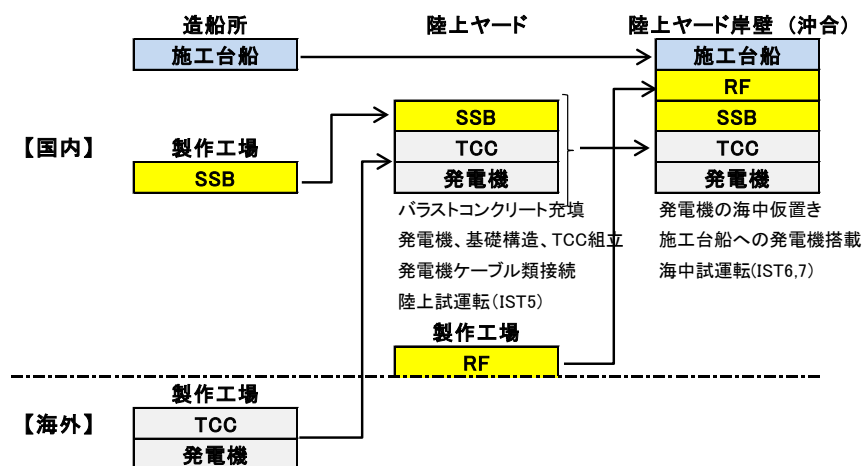 造船所
陸上ヤード
陸上ヤード岸壁（沖合）
施工台船
施工台船
RF
【国内】
製作工場
SSB
SSB
TCC
発電機
SSB
TCC
発電機
バラストコンクリート充填
発電機、基礎構造、TCC組立
発電機ケーブル類接続
陸上試運転(IST5)
発電機の海中仮置き
施工台船への発電機搭載
海中試運転(IST6,7)
製作工場
RF
【海外】
製作工場
TCC
発電機